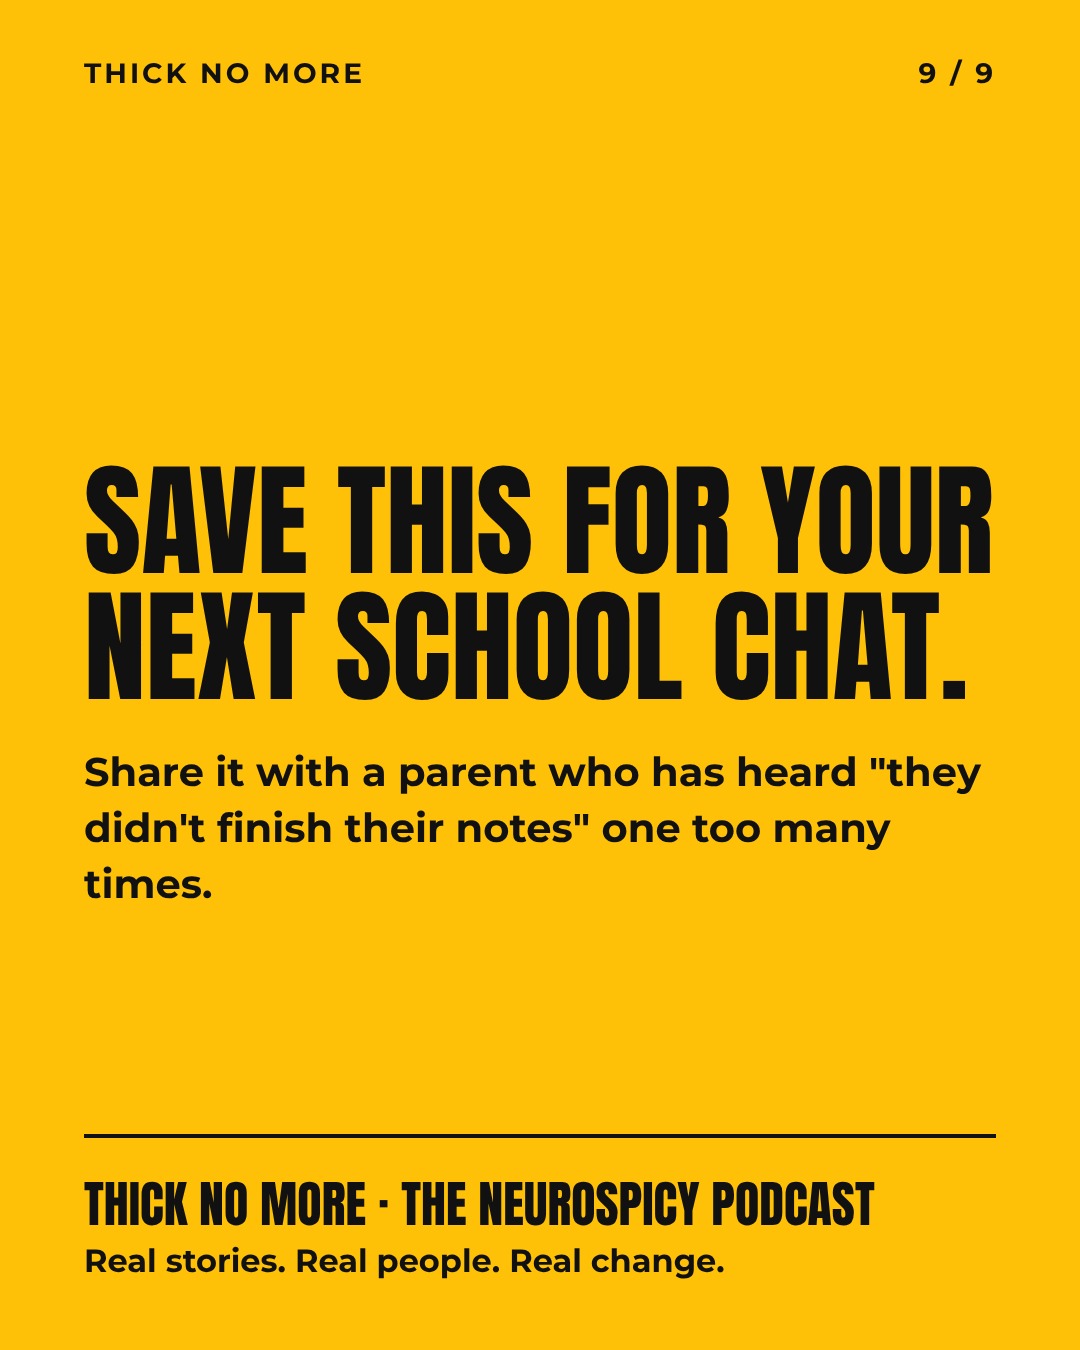 THICK NO MORE
9 / 9
SAVE THIS FOR YOUR
NEXT SCHOOL CHAT.
Share it with a parent who has heard "they
didn't finish their notes" one too many
times.
THICK NO MORE · THE NEUROSPICY PODCAST
Real stories. Real people. Real change.